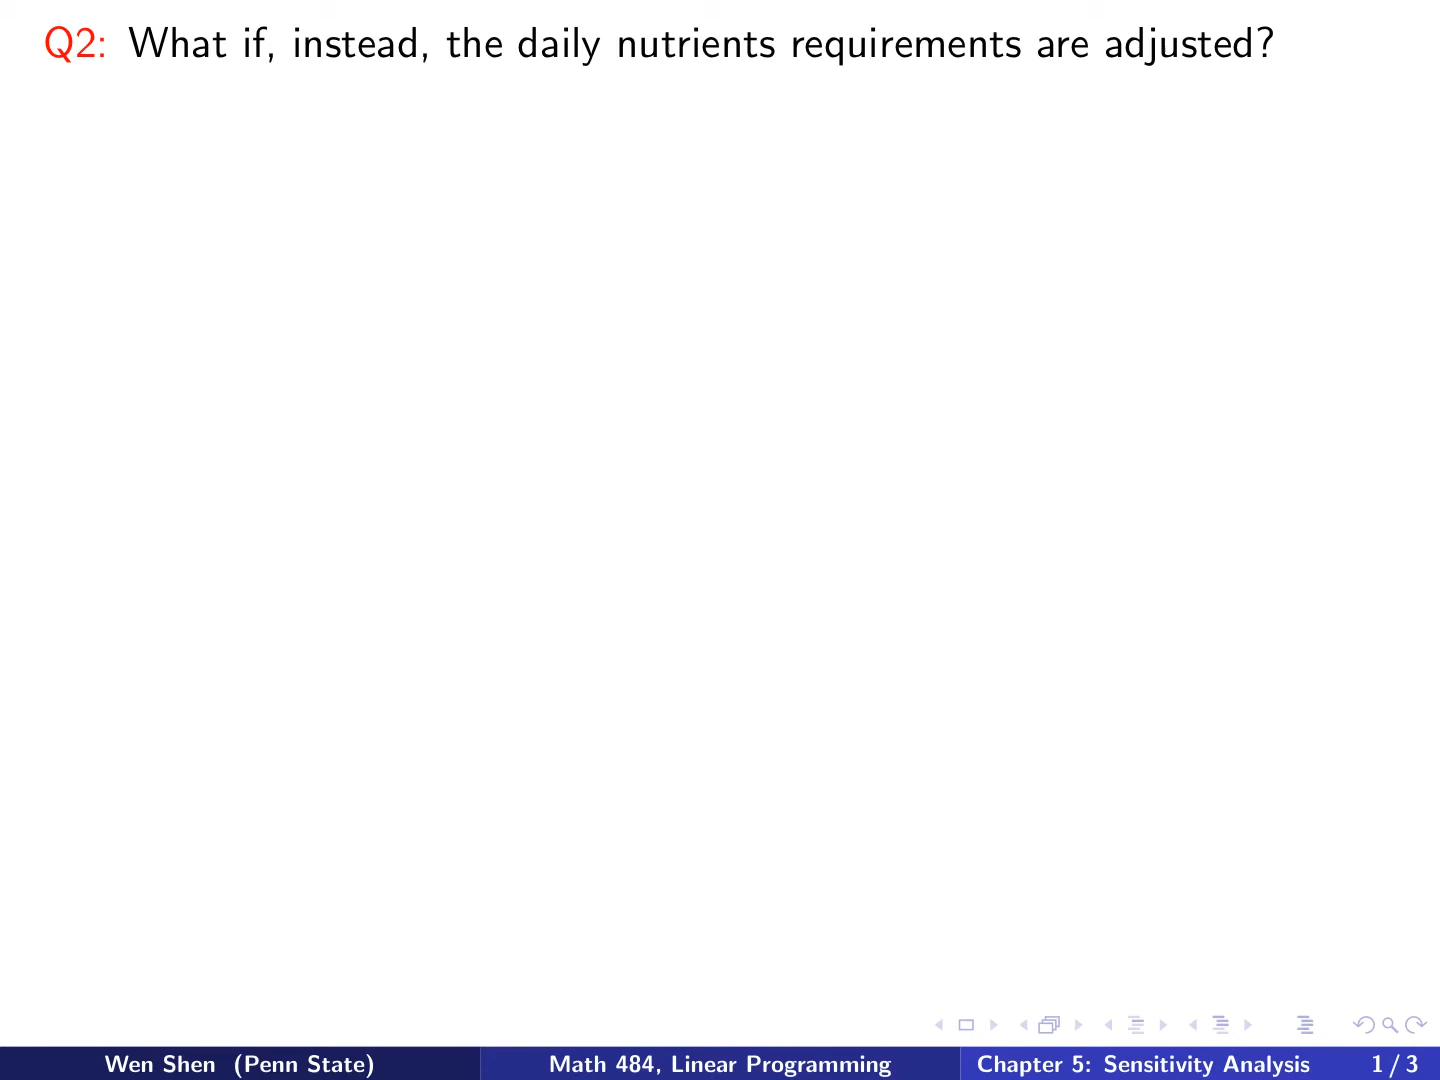 Q2: What if, instead, the daily nutrients requirements are adjusted?
Wen Shen (Penn State)
Math 484, Linear Programming
Chapter 5: Sensitivity Analysis
1 / 3